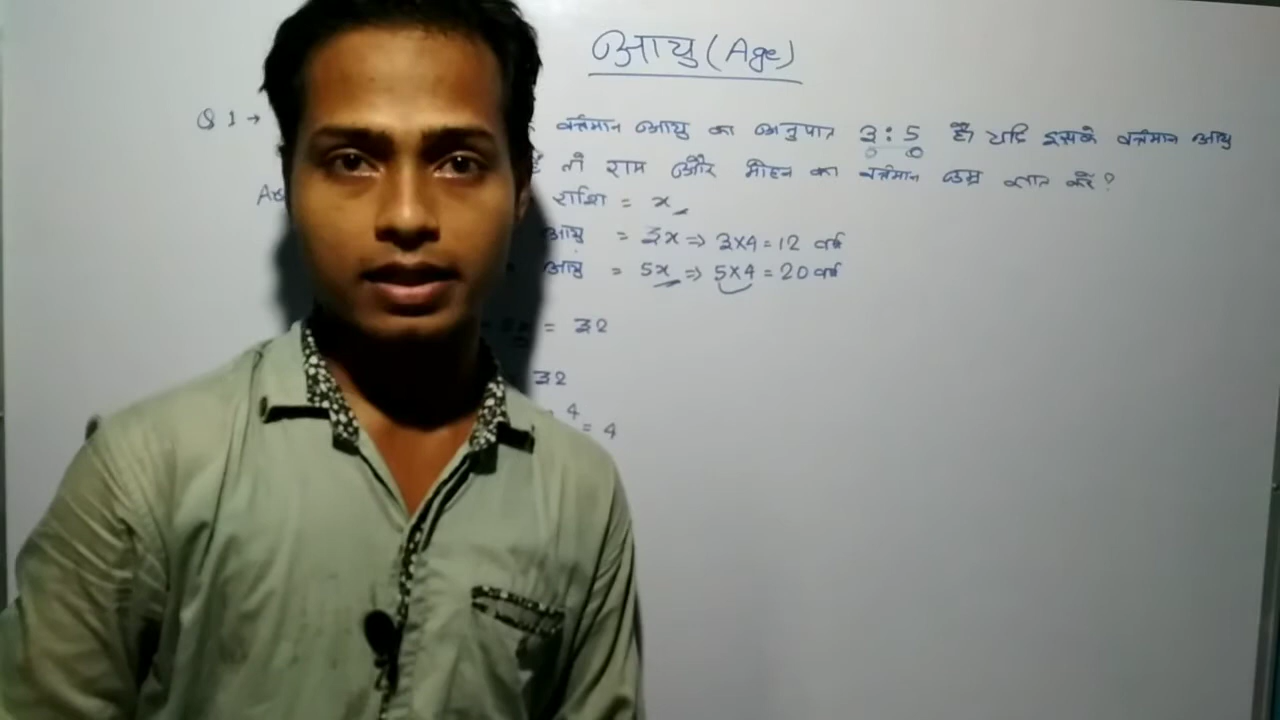 आयु (Age)
Q 1 → वर्तमान आयु का अनुपात 3 : 5 है। यदि इसके वर्तमान आयु
है तो राम और मोहन का वर्तमान उम्र ज्ञात करें ?
राशि = x
आयु = 3x ⇒ 3×4 = 12 वर्ष
आयु = 5x ⇒ 5×4 = 20 वर्ष
= 32
32
4
= 4